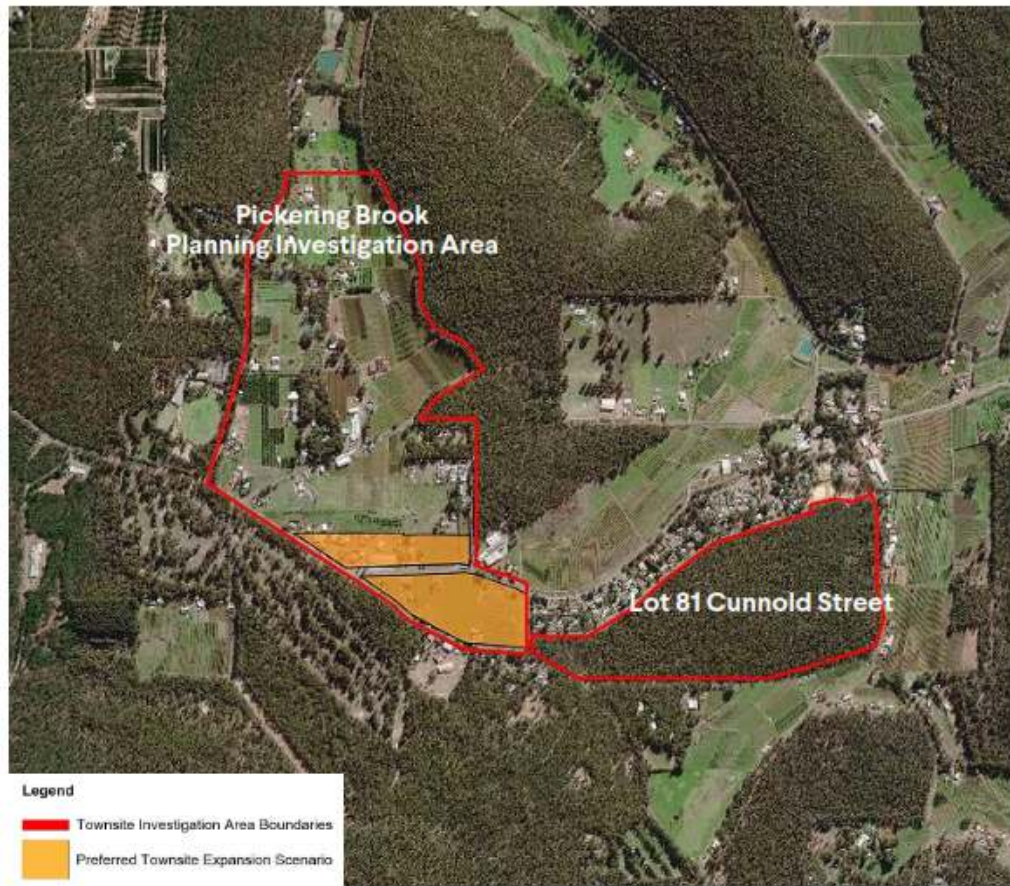 Pickering Brook
Planning Investigation Area
Lot 81 Cunnold Street
Legend
Townsite Investigation Area Boundaries
Preferred Townsite Expansion Scenario